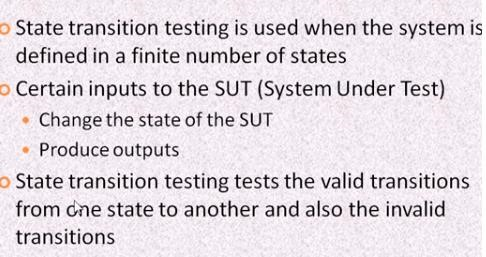 State transition testing is used when the system is
defined in a finite number of states
Certain inputs to the SUT (System Under Test)
Change the state of the SUT
Produce outputs
State transition testing tests the valid transitions
from one state to another and also the invalid
transitions